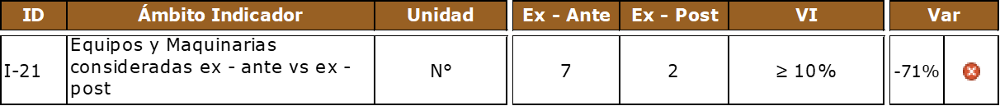 ID Ámbito Indicador Unidad Ex - Ante Ex - Post VI Var
Equipos y Maquinarias
consideradas ex - ante vs ex -
post
I-21 N° 7 2 ≥ 10% -71%